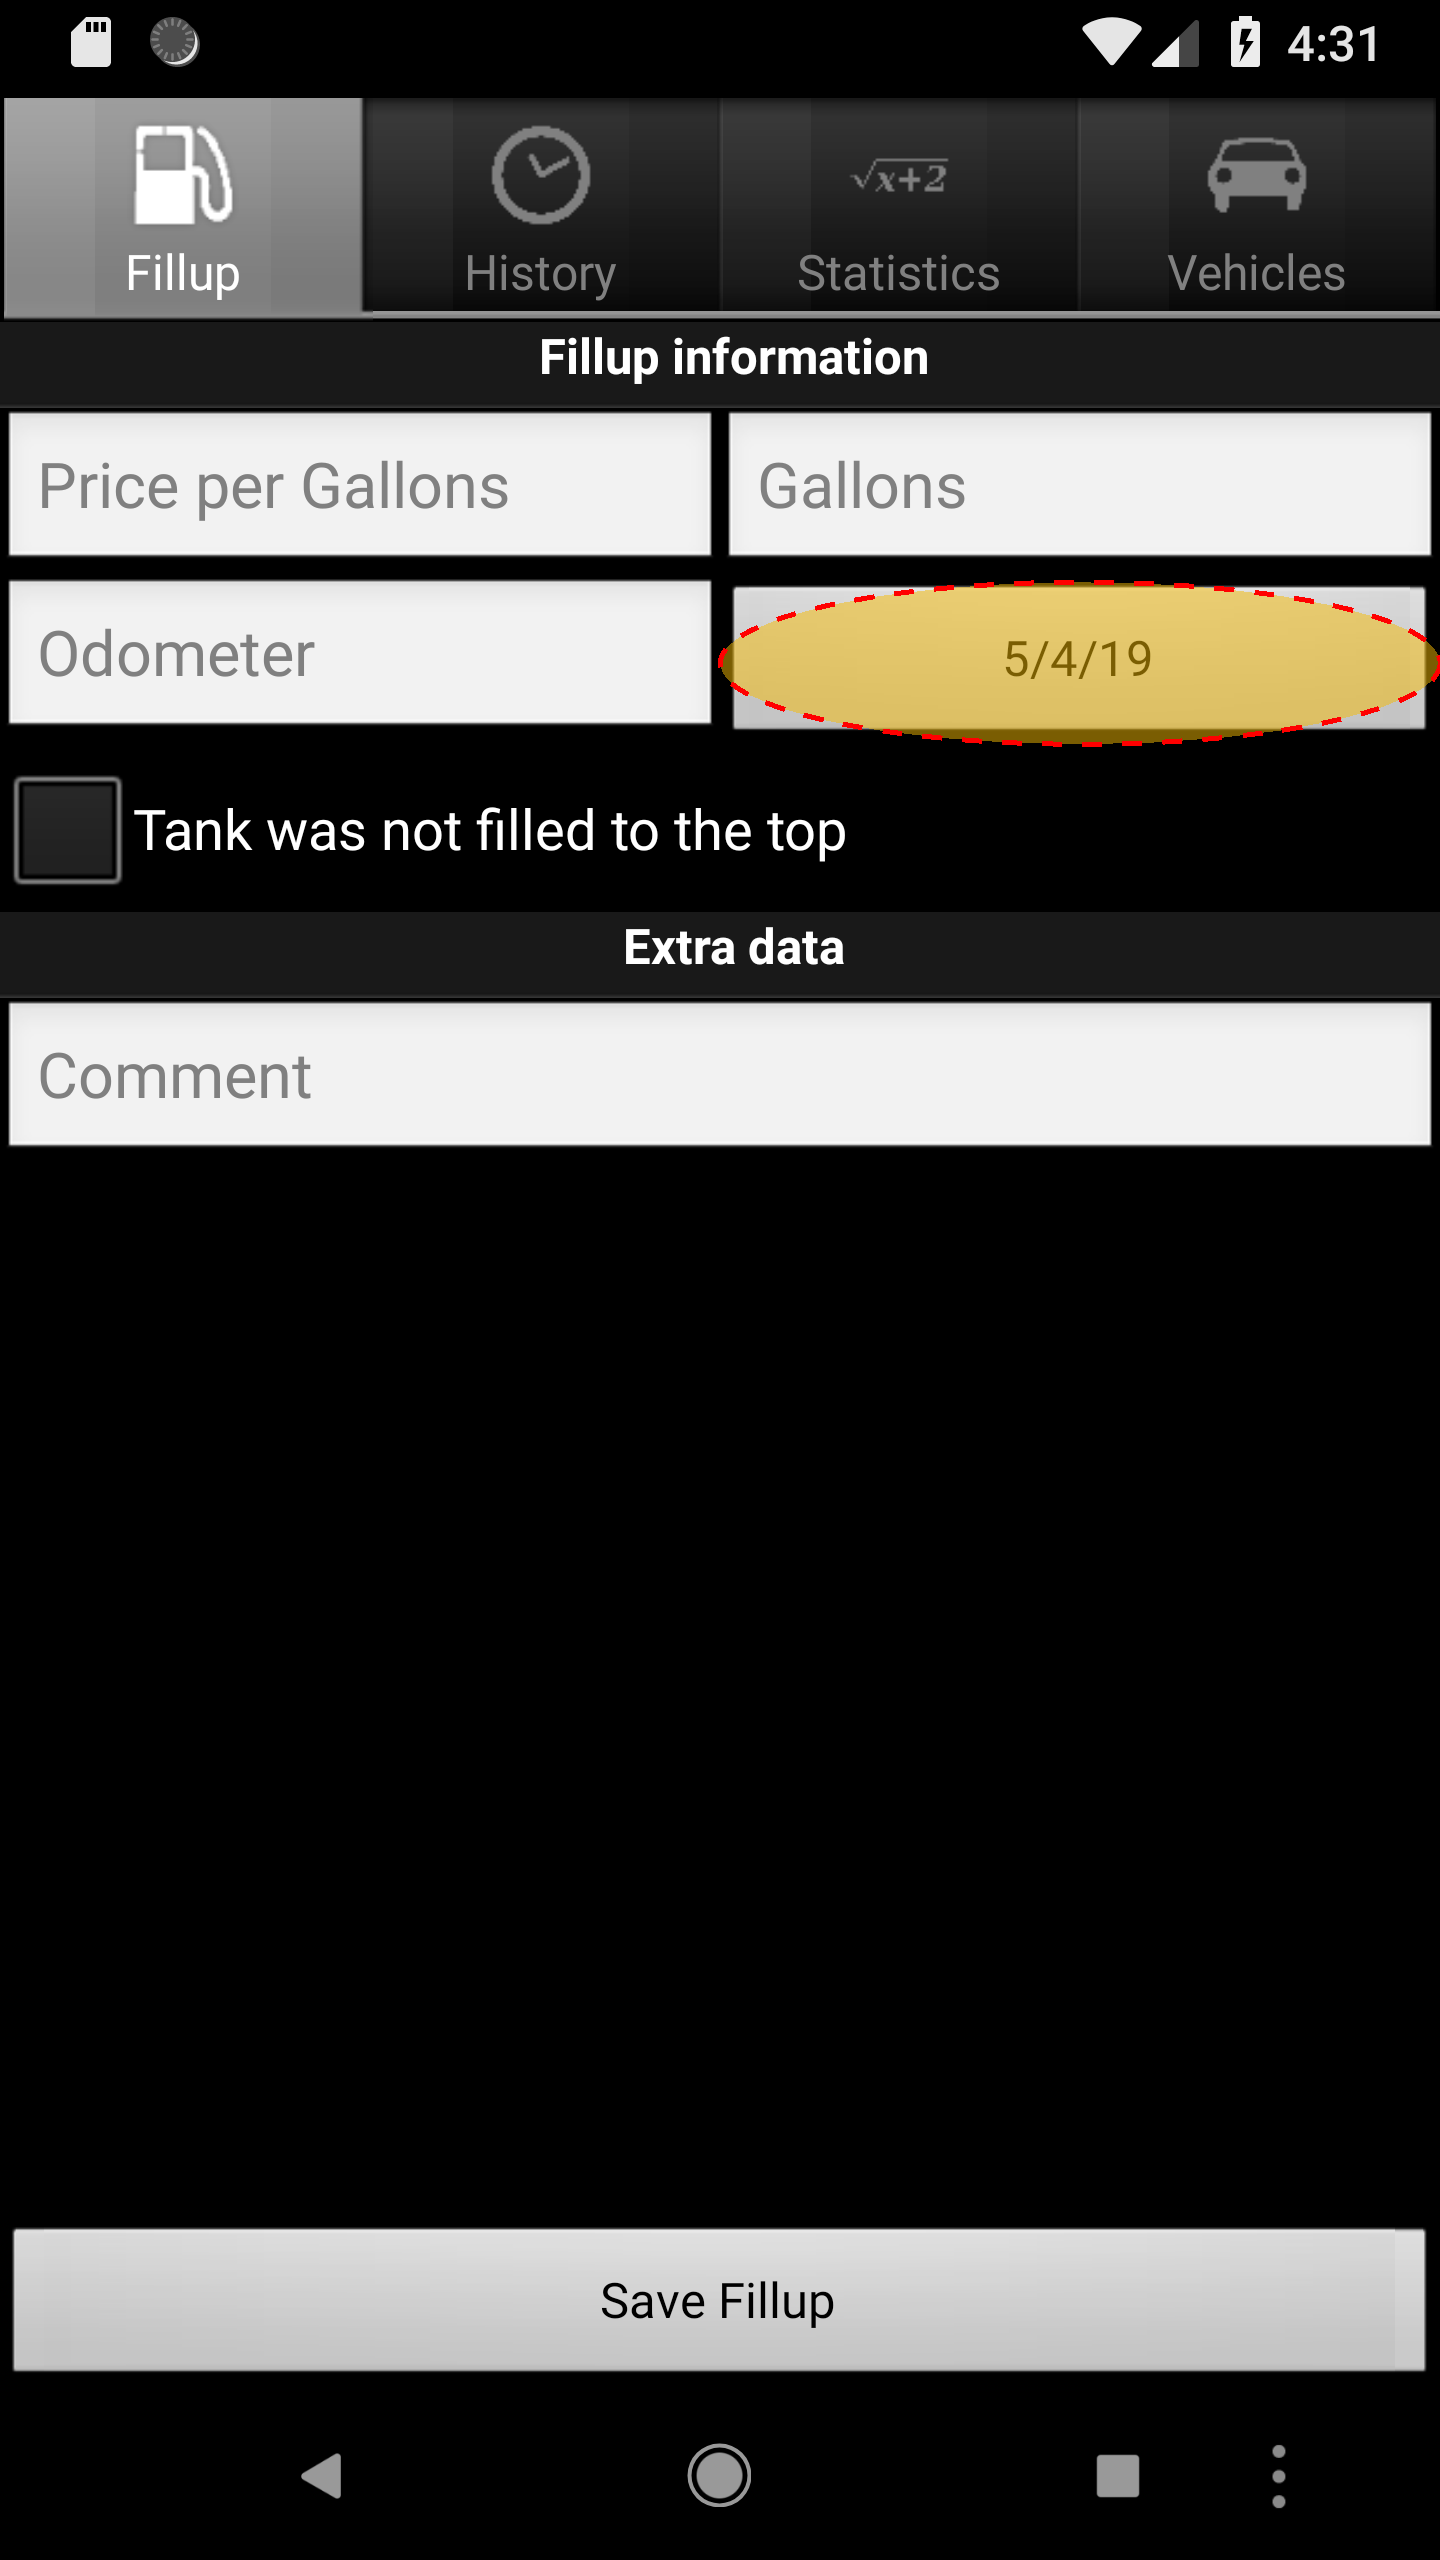 4:31
Fillup
History
√x+2
Statistics
Vehicles
Fillup information
Price per Gallons
Gallons
Odometer
5/4/19
Tank was not filled to the top
Extra data
Comment
Save Fillup